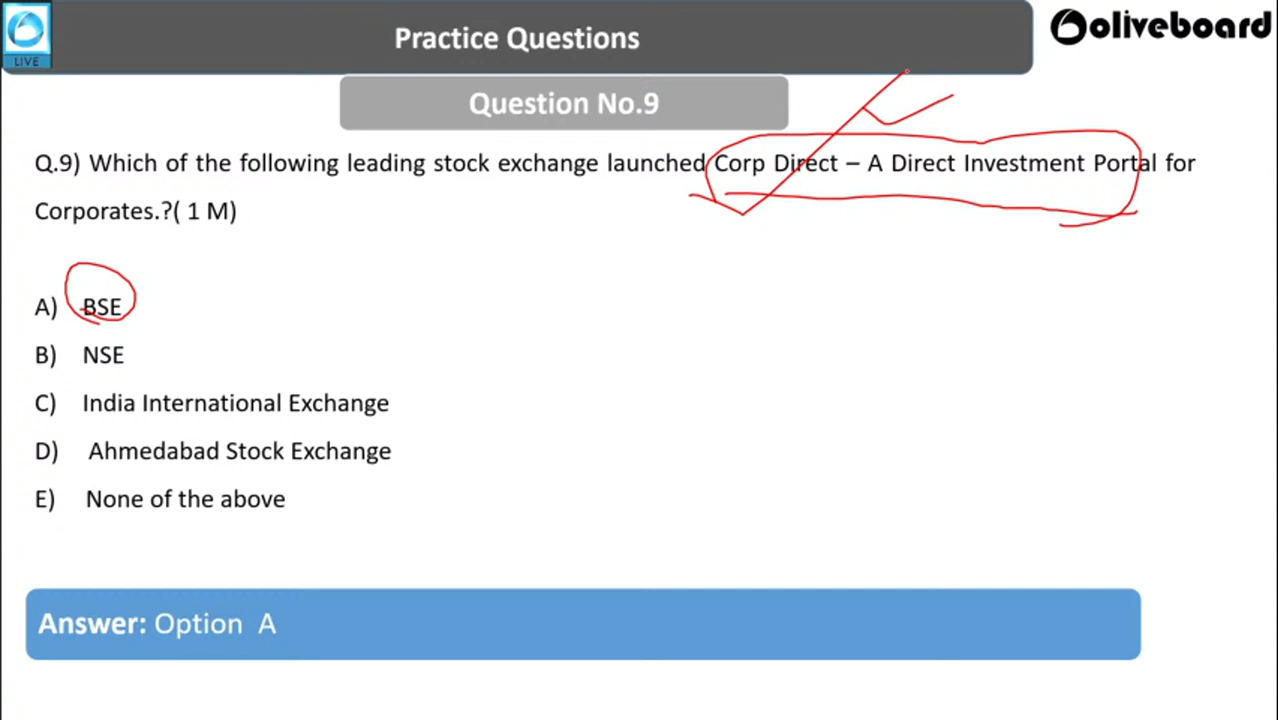 LIVE
Practice Questions
oliveboard
Question No.9
Q.9) Which of the following leading stock exchange launched Corp Direct – A Direct Investment Portal for
Corporates.?( 1 M)
A) BSE
B) NSE
C) India International Exchange
D) Ahmedabad Stock Exchange
E) None of the above
Answer: Option A